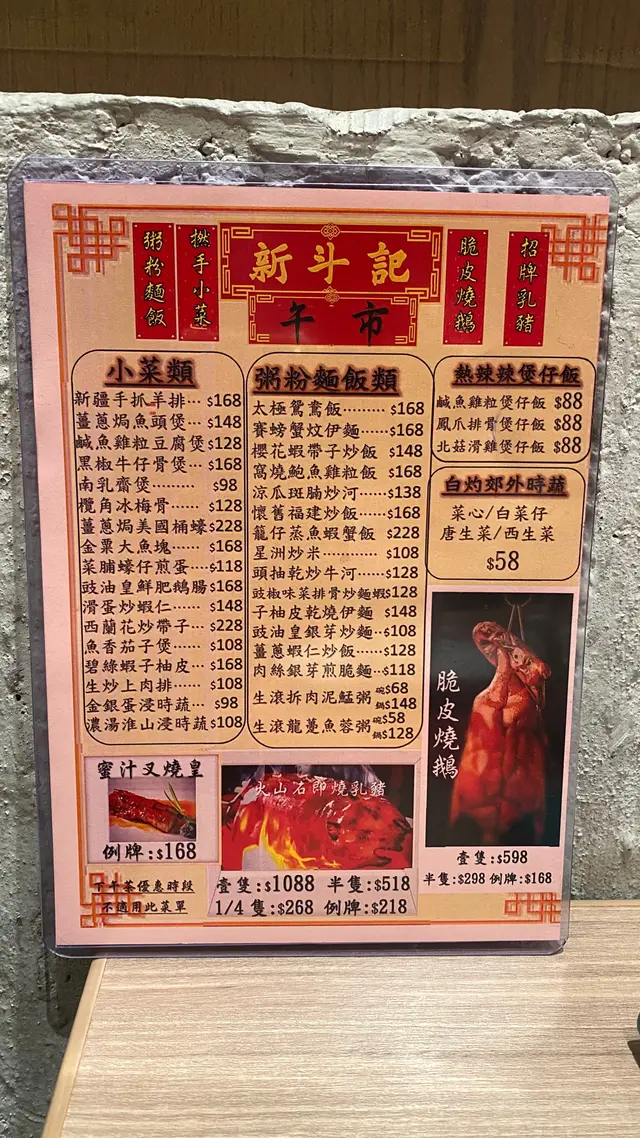 粥粉麵飯
撚手小菜
新斗記
午市
脆皮燒鵝
招牌乳豬
小菜類
新疆手抓羊排… $168
薑蔥焗魚頭煲… $148
鹹魚雞粒豆腐煲 $128
黑椒牛仔骨煲… $168
南乳齋煲……… $98
欖角冰梅骨…… $128
薑蔥焗美國桶蠔 $228
金粟大魚塊…… $168
菜脯蠔仔煎蛋… $118
豉油皇鮮肥鵝腸 $168
滑蛋炒蝦仁…… $148
西蘭花炒帶子… $228
魚香茄子煲…… $108
碧綠蝦子柚皮… $168
生炒上肉排…… $108
金銀蛋浸時蔬… $98
濃湯淮山浸時蔬 $108
粥粉麵飯類
太極鴛鴦飯……… $168
賽螃蟹炆伊麵…… $168
櫻花蝦帶子炒飯 $148
窩燒鮑魚雞粒飯 $168
涼瓜斑腩炒河…… $138
懷舊福建炒飯…… $168
籠仔蒸魚蝦蟹飯 $228
星洲炒米………… $108
頭抽乾炒牛河…… $128
豉椒味菜排骨炒麵 $128
子柚皮乾燒伊麵 $148
豉油皇銀芽炒麵… $108
薑蔥蝦仁炒飯…… $128
肉絲銀芽煎脆麵… $118
生滾拆肉泥鯭粥 碗$68
鍋$148
生滾龍躉魚蓉粥 碗$58
鍋$128
熱辣辣煲仔飯
鹹魚雞粒煲仔飯 $88
鳳爪排骨煲仔飯 $88
北菇滑雞煲仔飯 $88
白灼郊外時蔬
菜心/白菜仔
唐生菜/西生菜
$58
蜜汁叉燒皇
例牌:$168
火山石即燒乳豬
壹隻:$1088 半隻:$518
1/4 隻:$268 例牌:$218
脆皮燒鵝
壹隻:$598
半隻:$298 例牌:$168
下午茶優惠時段
不適用此菜單